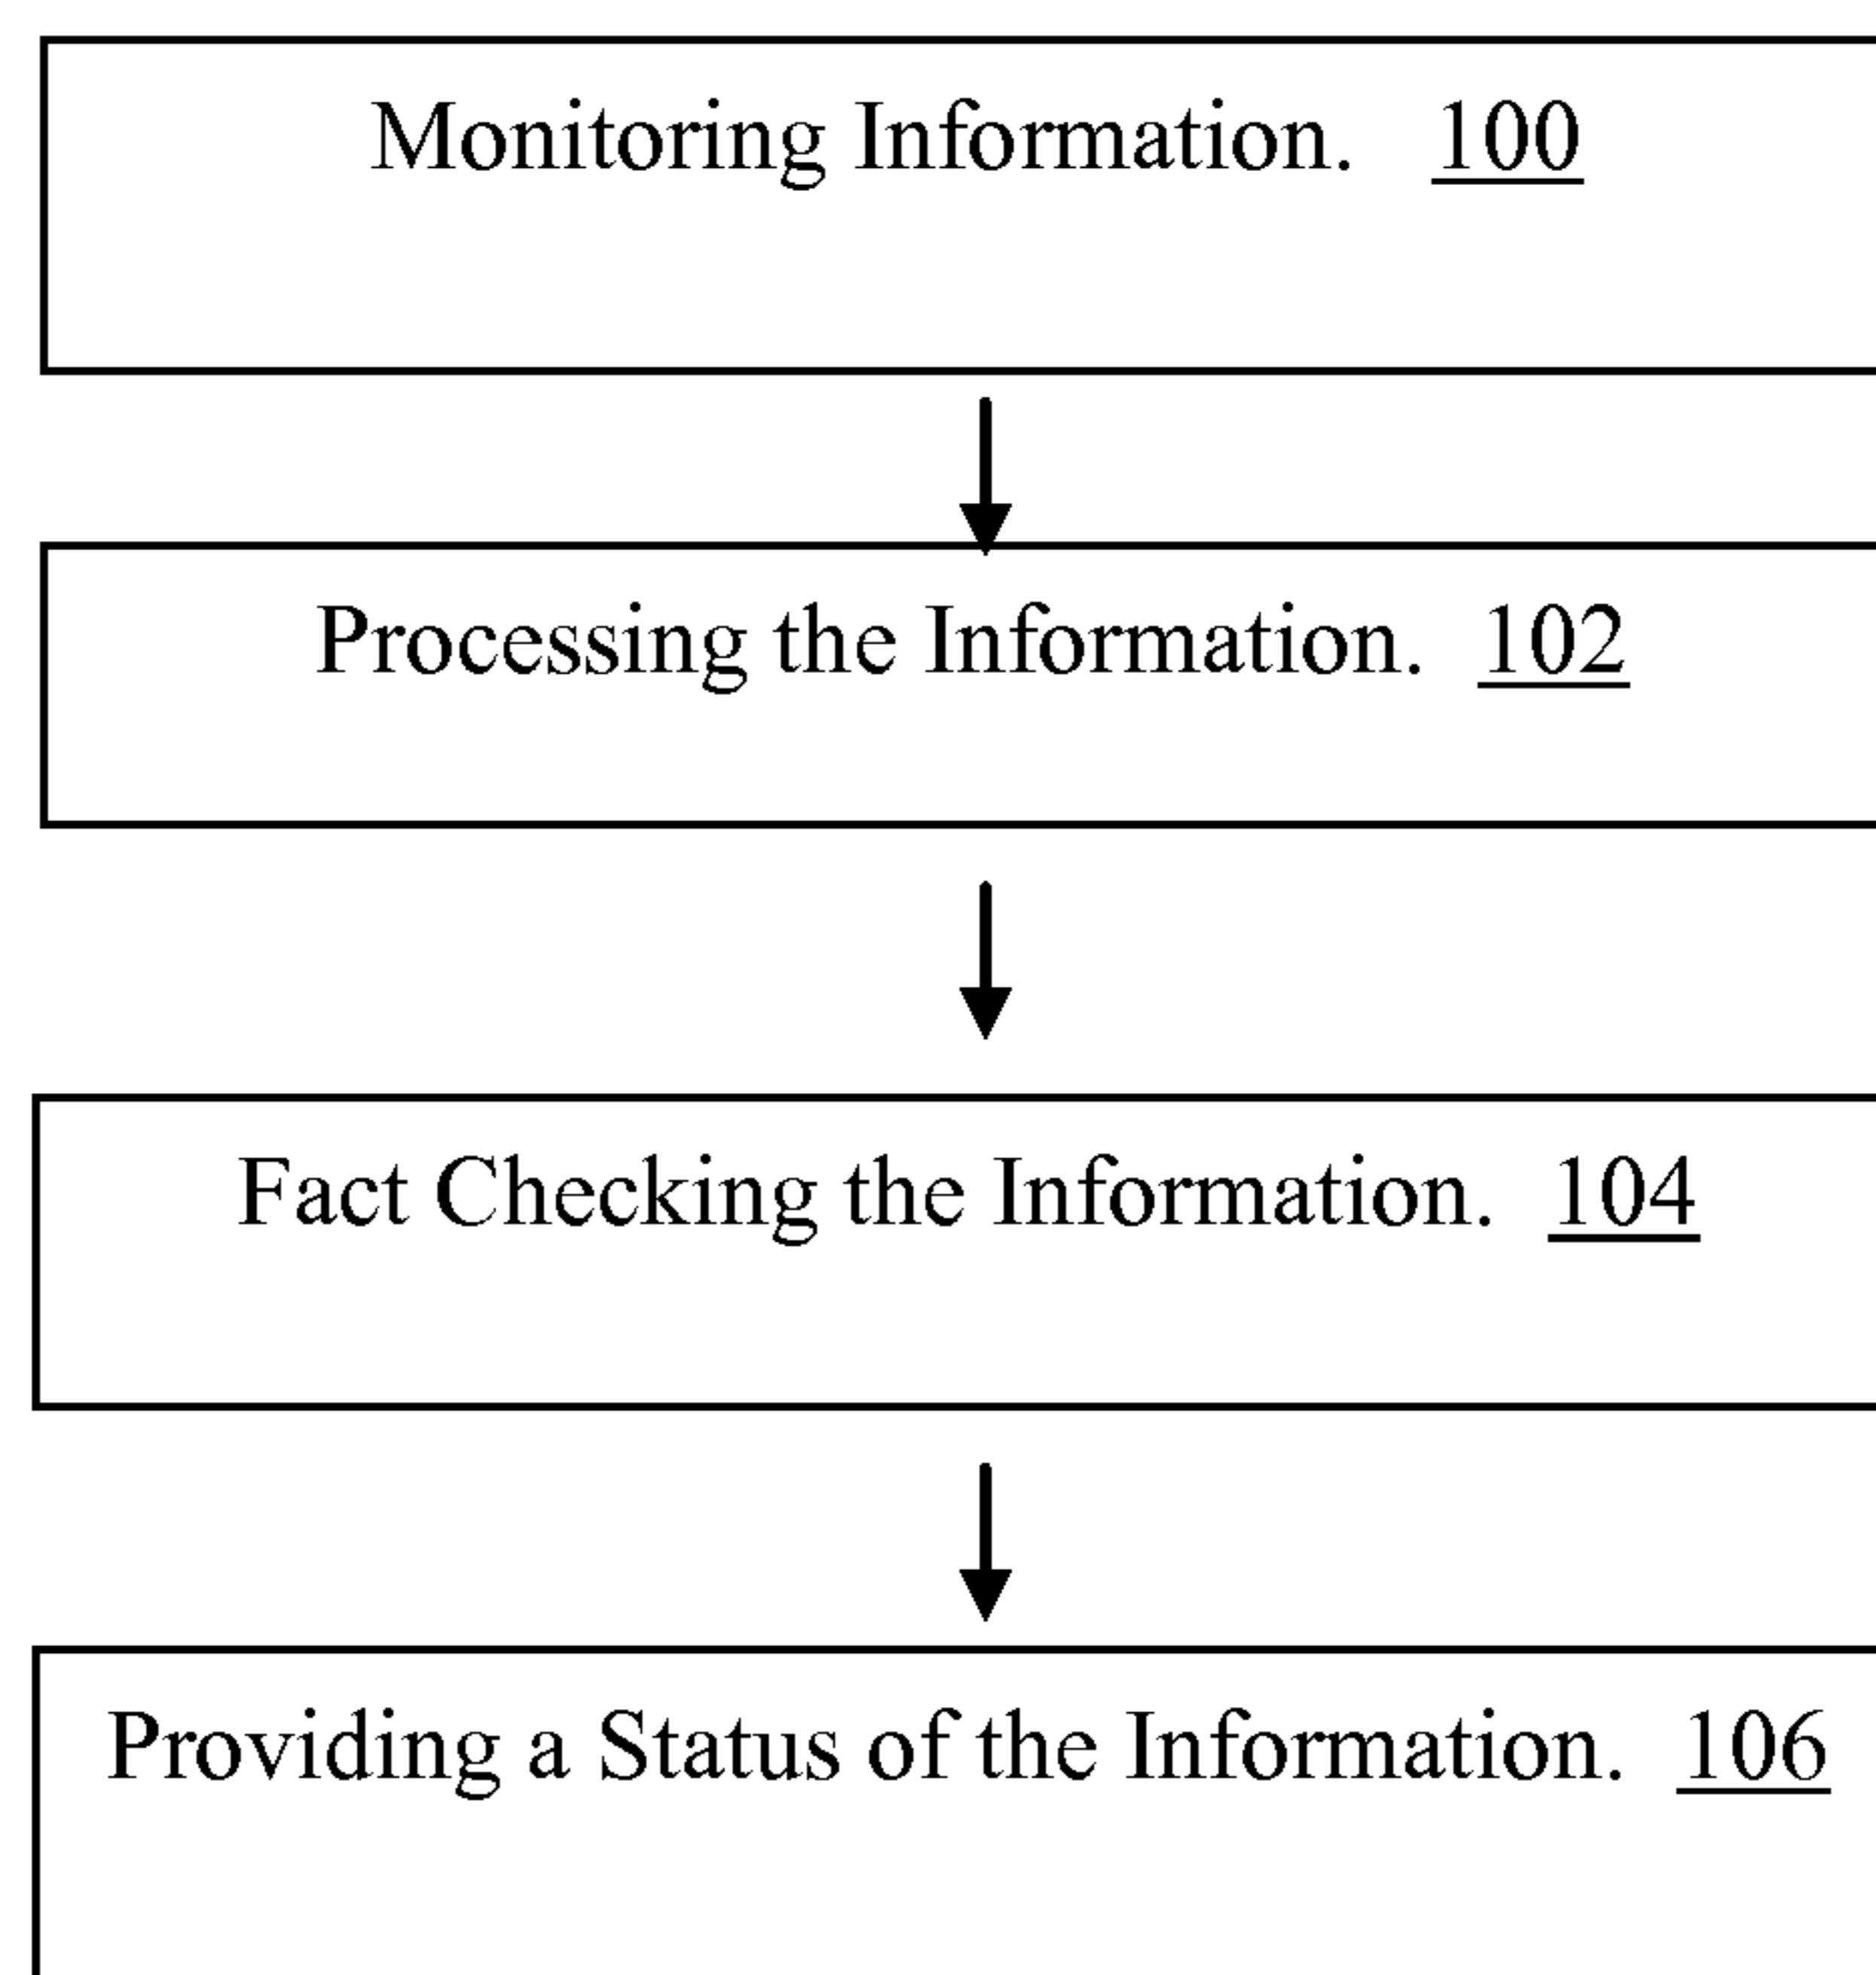 Monitoring Information. 100
Processing the Information. 102
Fact Checking the Information. 104
Providing a Status of the Information. 106